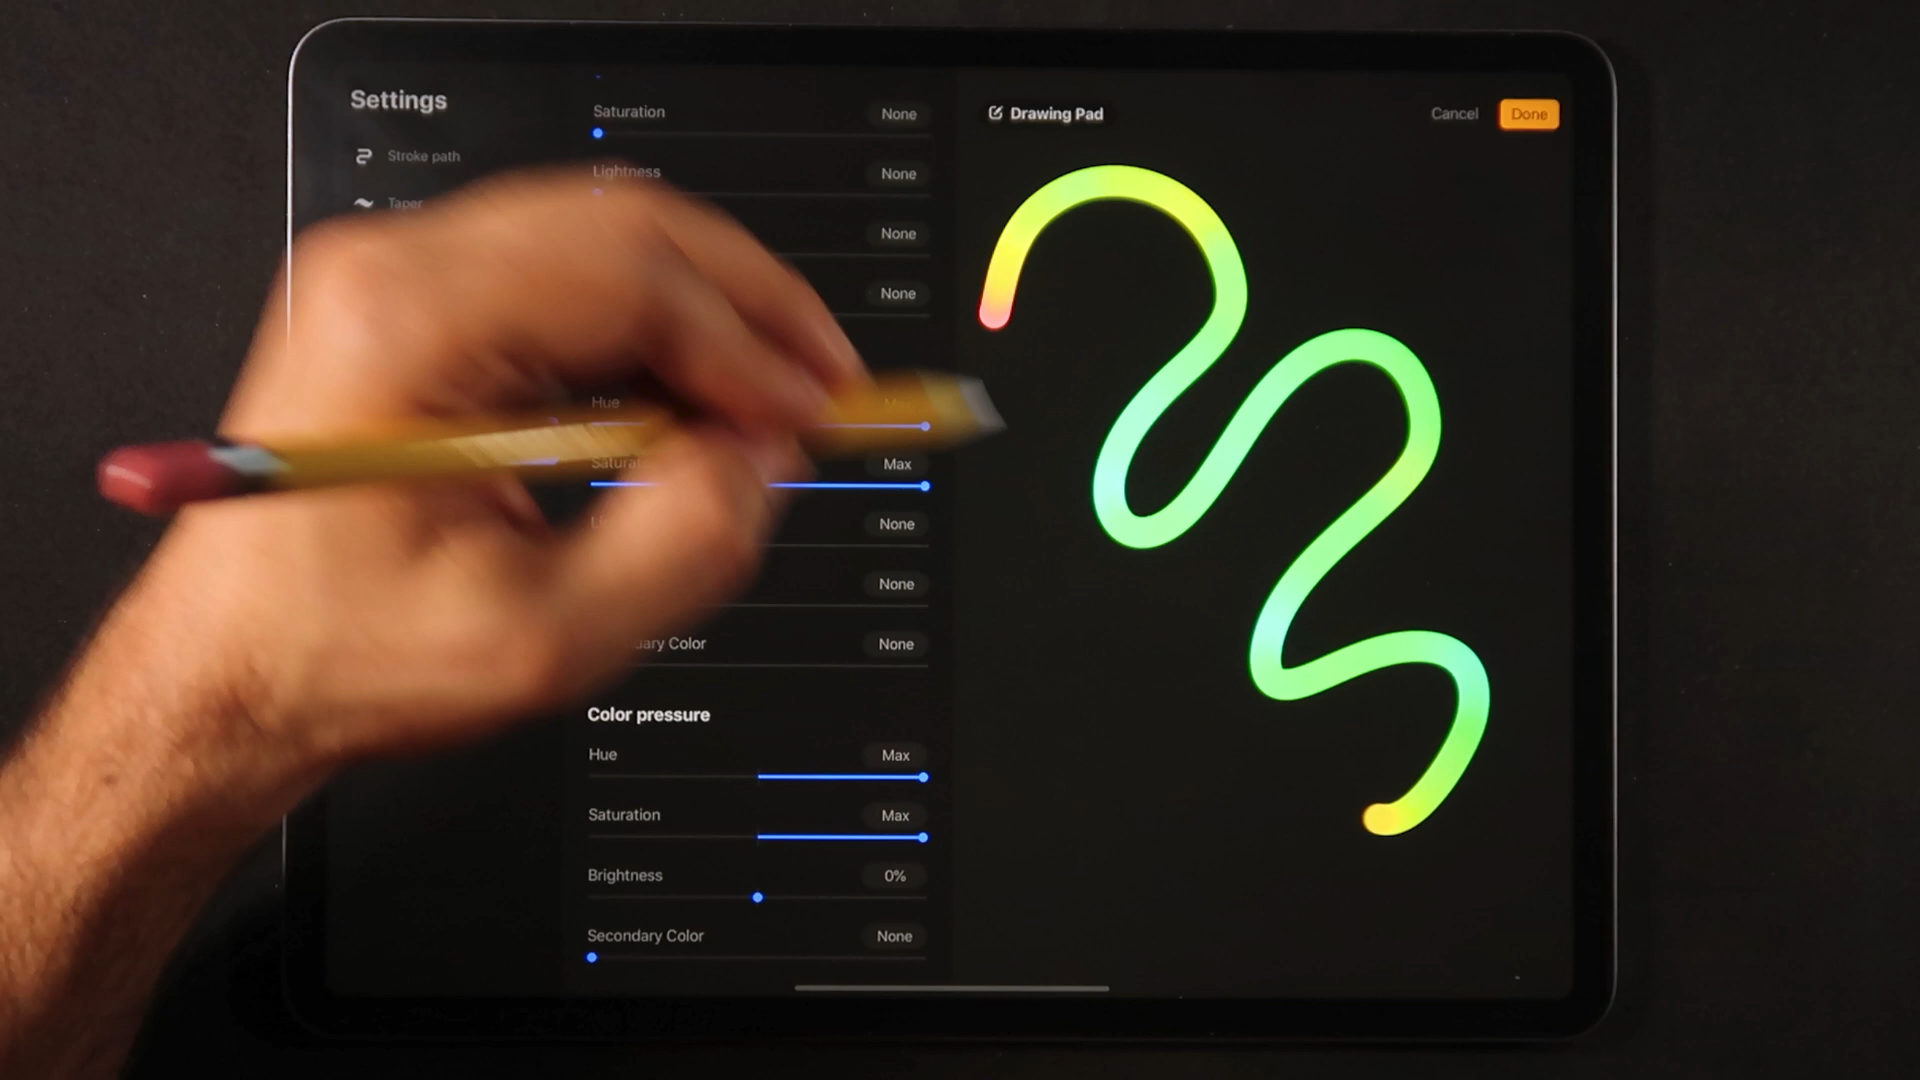 Settings
Stroke path
Taper
Saturation None
Lightness None
None
None
Hue
Max
None
None
Color None
Color pressure
Hue Max
Saturation Max
Brightness 0%
Secondary Color None
Drawing Pad
Cancel
Done